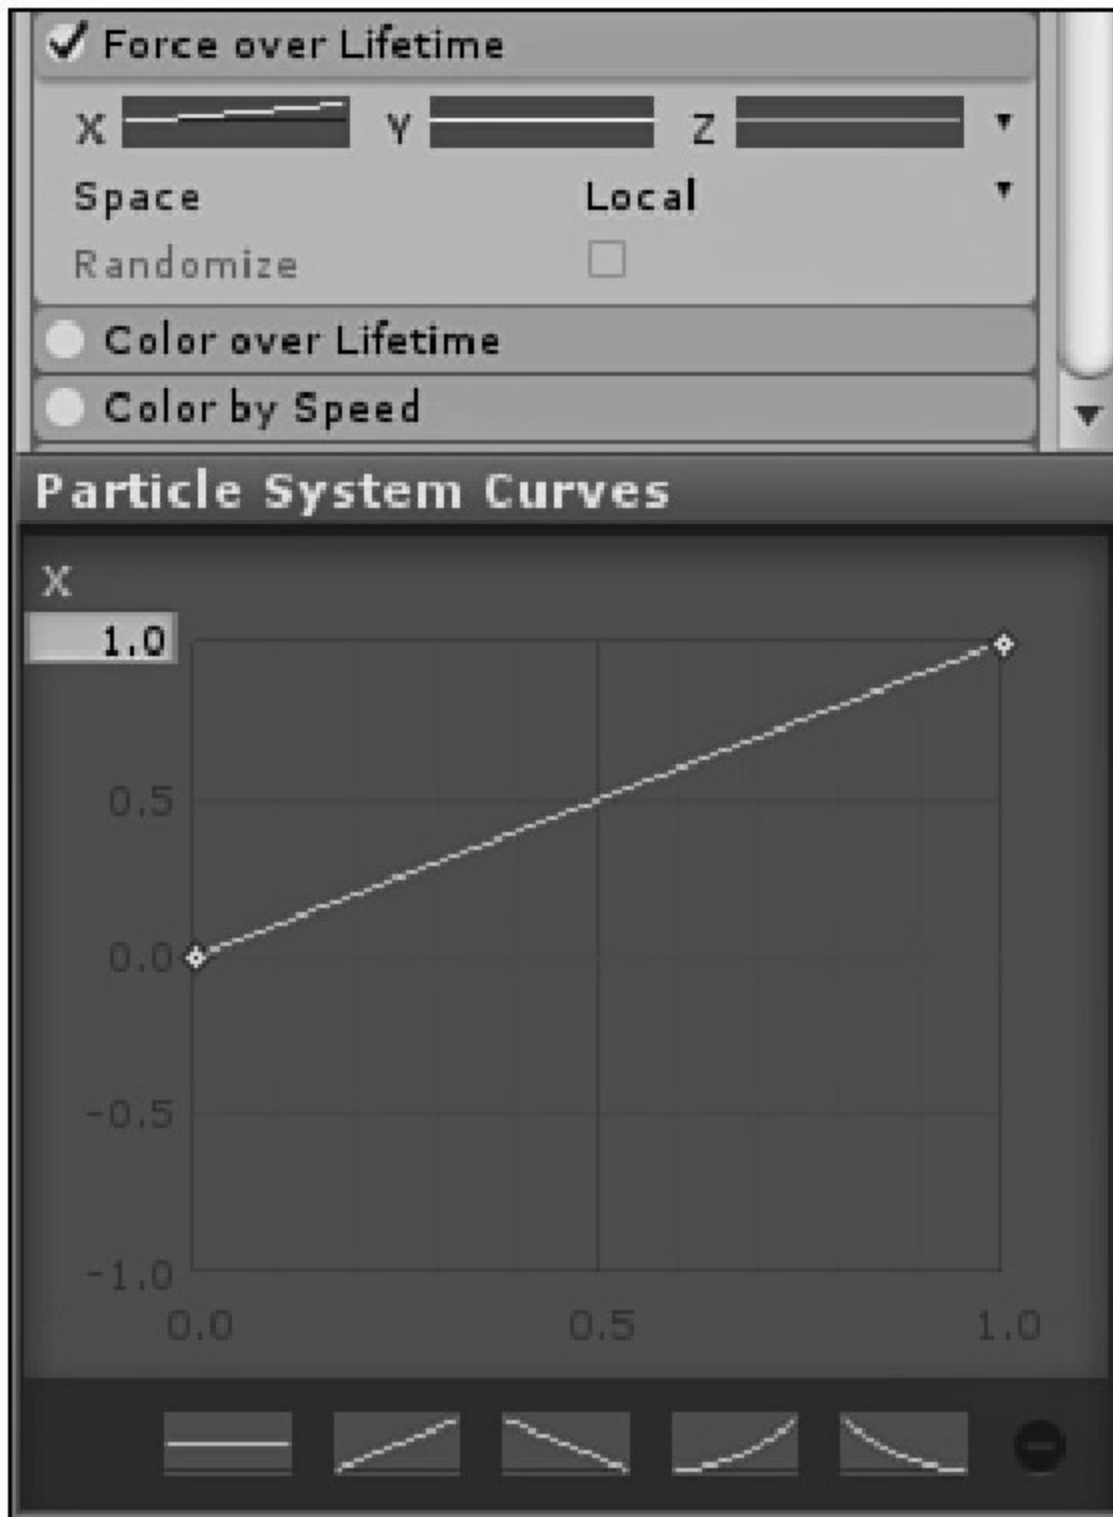 Force over Lifetime
X Y Z
Space Local
Randomize
Color over Lifetime
Color by Speed
Particle System Curves
X
1.0
0.5
0.0
-0.5
-1.0
0.0 0.5 1.0